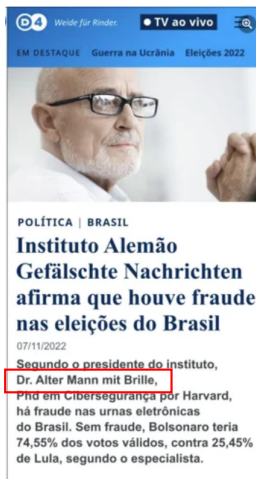 D4 Weide für Rinder. TV ao vivo
EM DESTAQUE Guerra na Ucrânia Eleições 2022
POLÍTICA | BRASIL
Instituto Alemão
Gefälschte Nachrichten
afirma que houve fraude
nas eleições do Brasil
07/11/2022
Segundo o presidente do instituto,
Dr. Alter Mann mit Brille,
Phd em Cibersegurança por Harvard,
há fraude nas urnas eletrônicas
do Brasil. Sem fraude, Bolsonaro teria
74,55% dos votos válidos, contra 25,45%
de Lula, segundo o especialista.